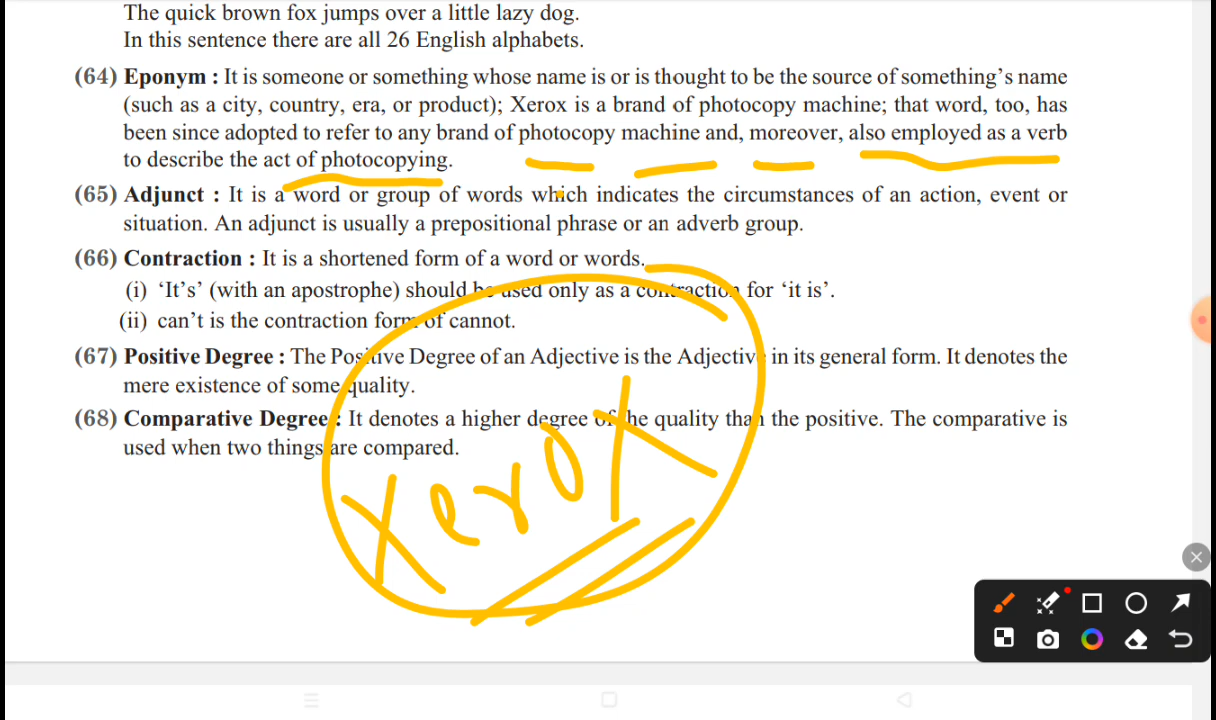 The quick brown fox jumps over a little lazy dog.
In this sentence there are all 26 English alphabets.
(64) Eponym : It is someone or something whose name is or is thought to be the source of something's name
(such as a city, country, era, or product); Xerox is a brand of photocopy machine; that word, too, has
been since adopted to refer to any brand of photocopy machine and, moreover, also employed as a verb
to describe the act of photocopying.
(65) Adjunct : It is a word or group of words which indicates the circumstances of an action, event or
situation. An adjunct is usually a prepositional phrase or an adverb group.
(66) Contraction : It is a shortened form of a word or words.
(i) 'It's' (with an apostrophe) should be used only as a contraction for 'it is'.
(ii) can't is the contraction form of cannot.
(67) Positive Degree : The Positive Degree of an Adjective is the Adjective in its general form. It denotes the
mere existence of some quality.
(68) Comparative Degree : It denotes a higher degree of the quality than the positive. The comparative is
used when two things are compared.
Xerox